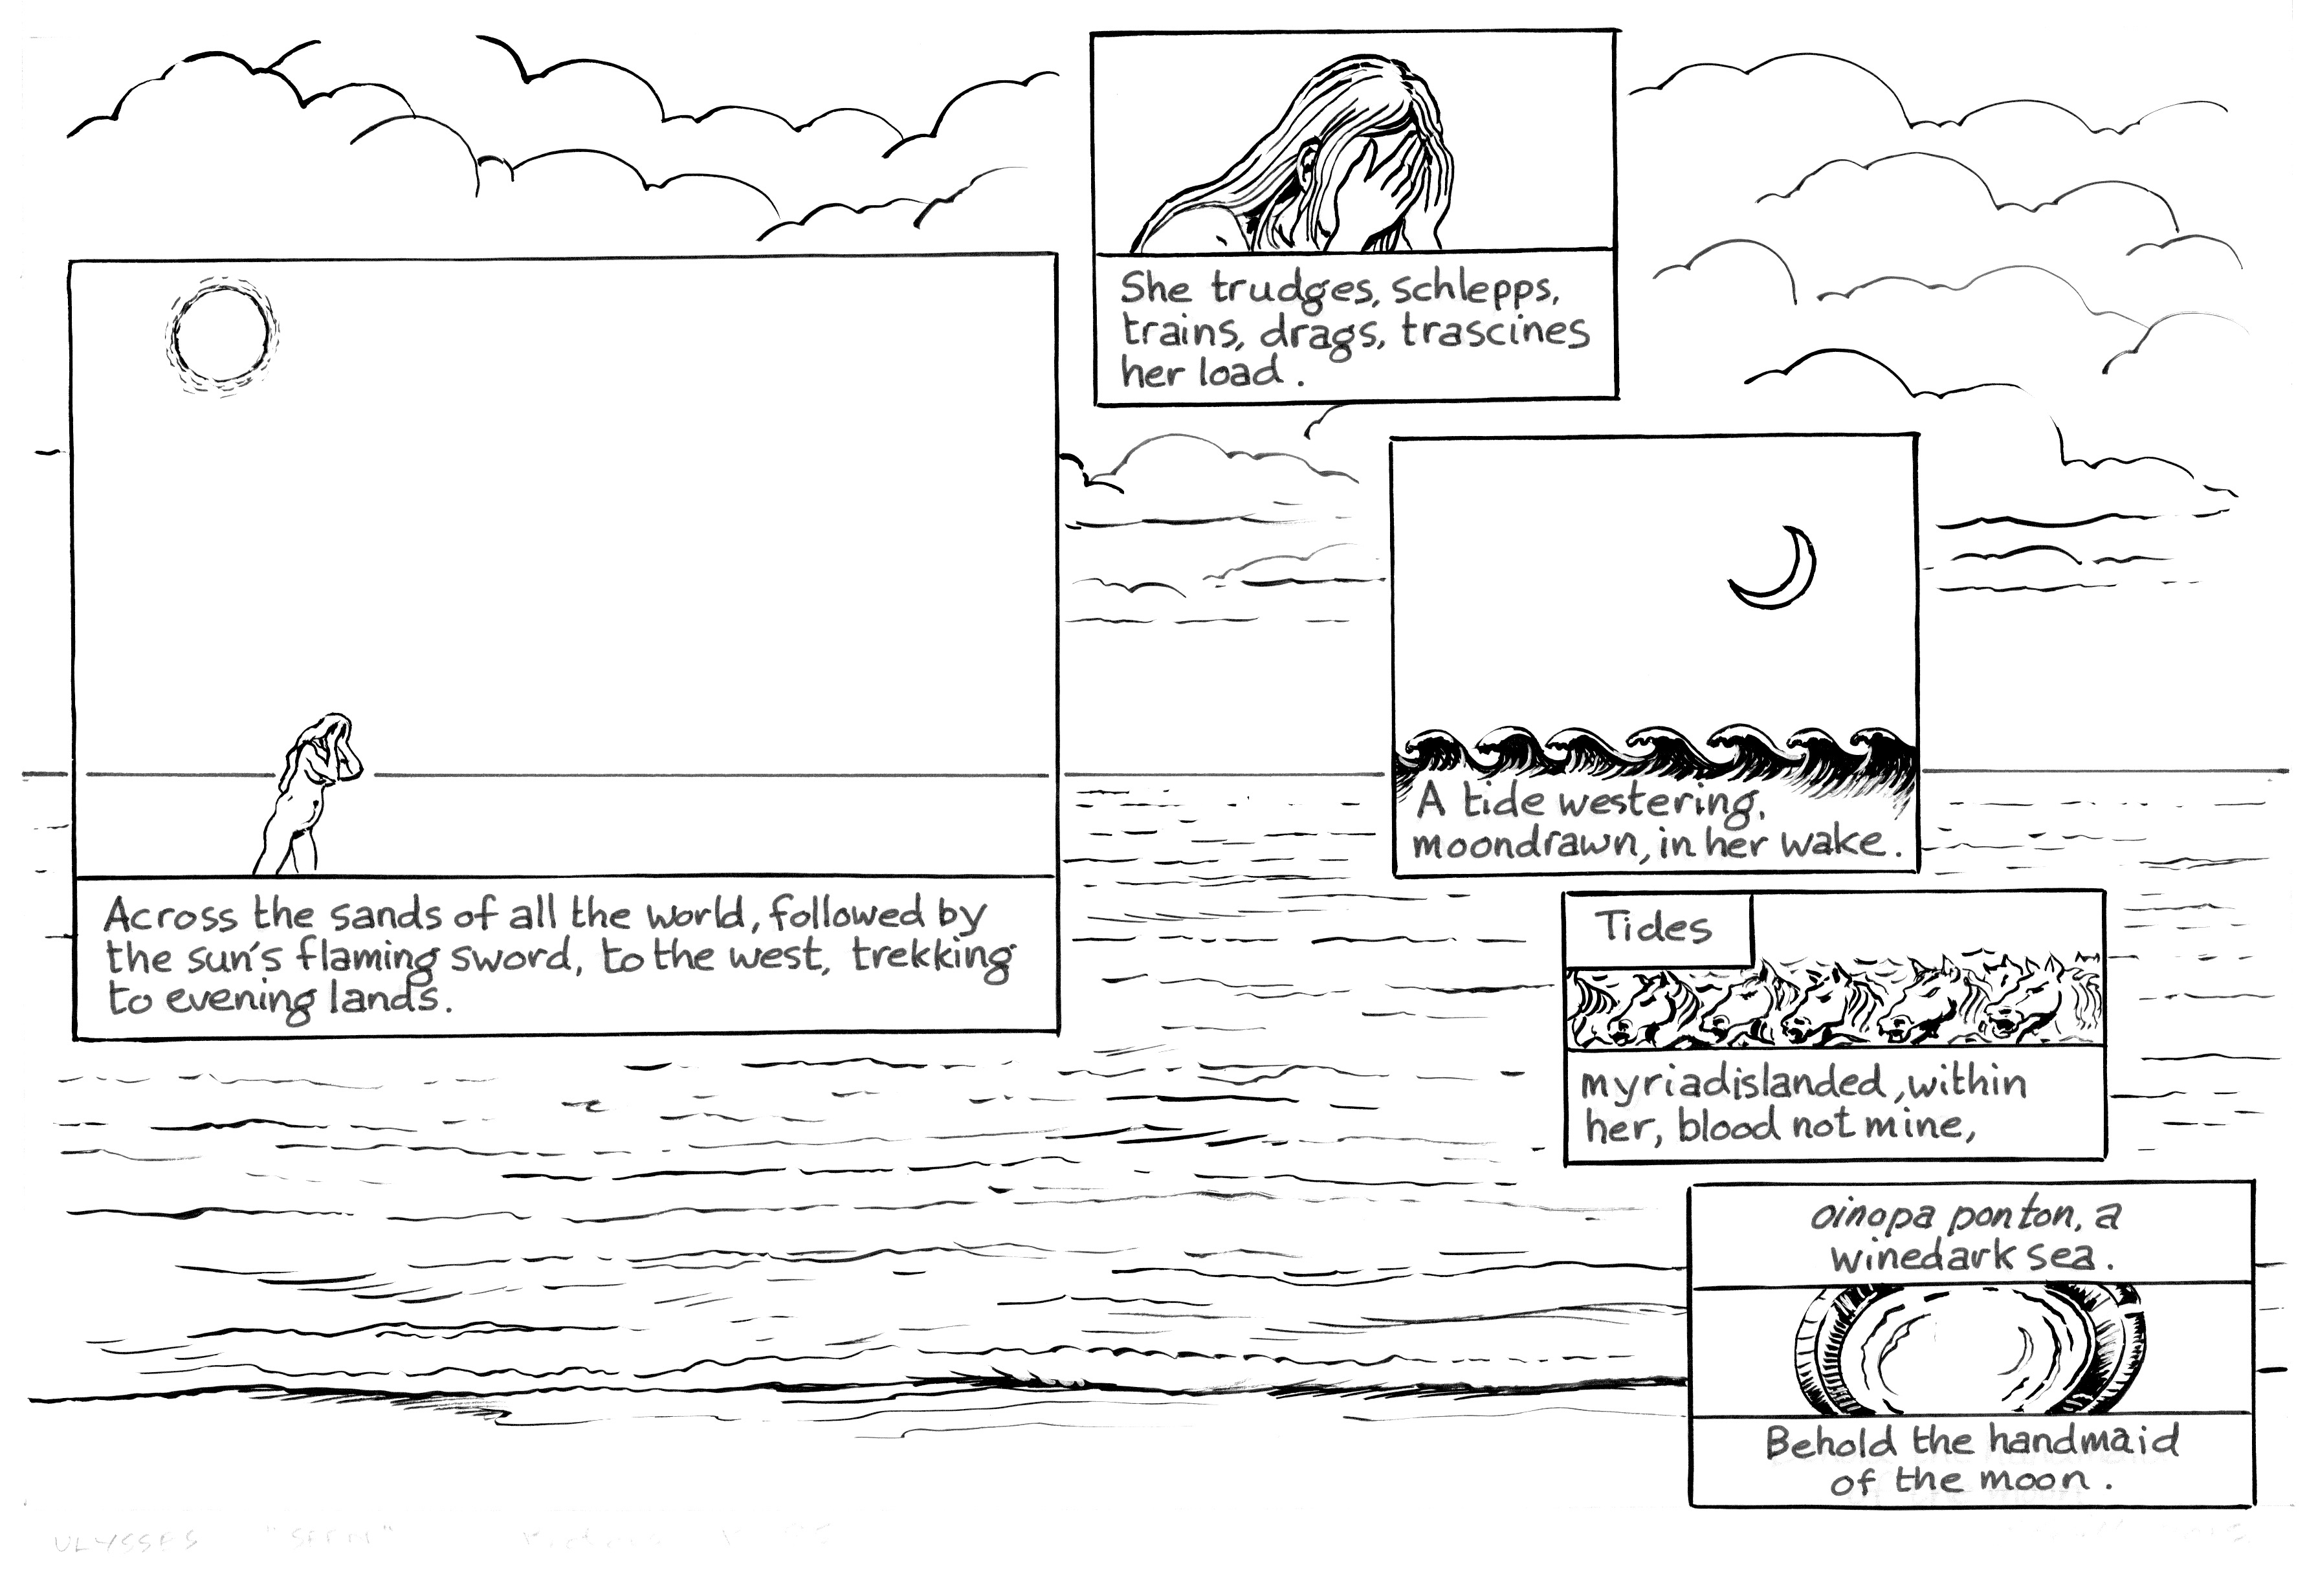 She trudges, schlepps,
trains, drags, trascines
her load.
Across the sands of all the world, followed by
the sun's flaming sword, to the west, trekking
to evening lands.
A tide westering,
moondrawn, in her wake.
Tides
myriadislanded, within
her, blood not mine,
oinopa ponton, a
winedark sea.
Behold the handmaid
of the moon.
ULYSSES "SEEN"